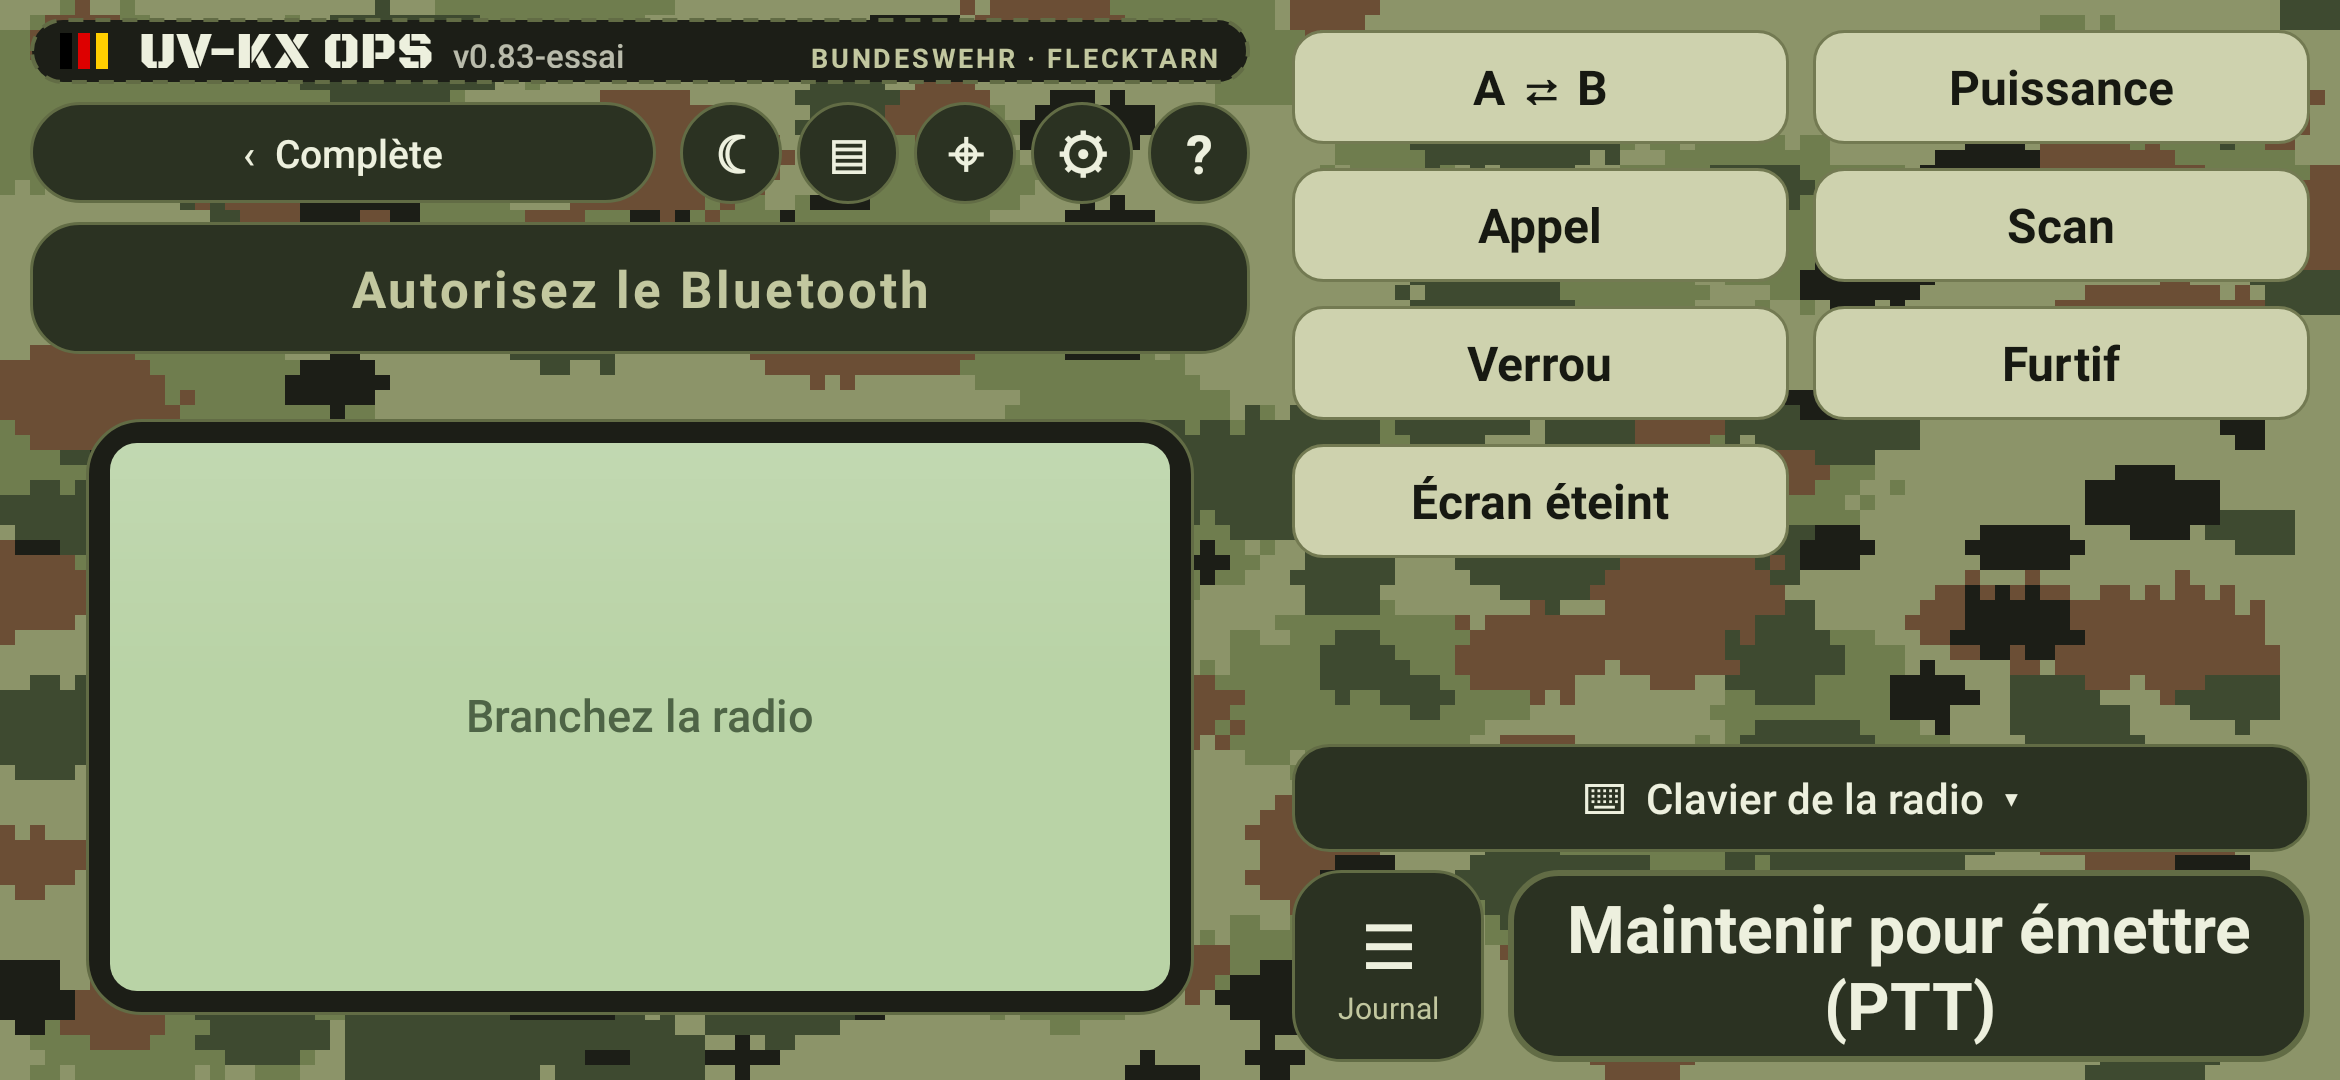 UV-KX OPS v0.83-essai BUNDESWEHR · FLECKTARN
‹ Complète
?
Autorisez le Bluetooth
Branchez la radio
A ⇄ B
Puissance
Appel
Scan
Verrou
Furtif
Écran éteint
Clavier de la radio ▾
Journal
Maintenir pour émettre
(PTT)